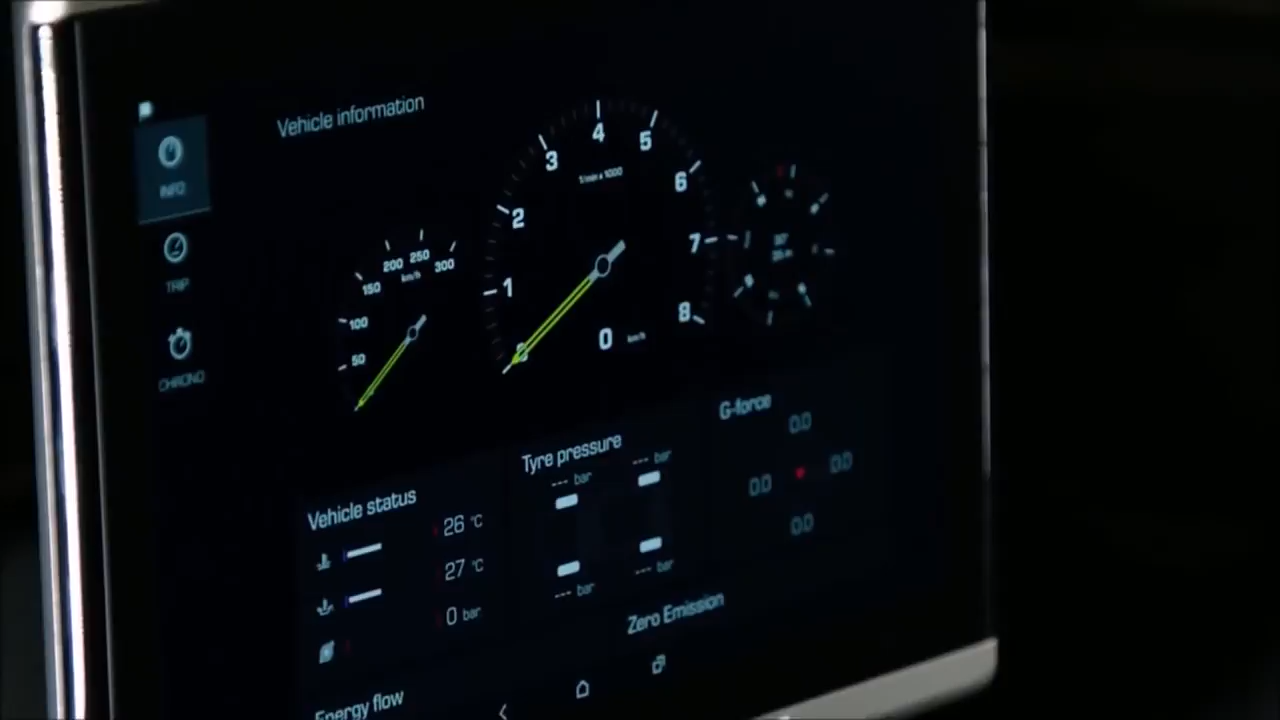 Vehicle information
INFO
TRIP
CHRONO
50
100
150
200
250
300
km/h
0
1
2
3
4
5
6
7
8
1/min x 1000
0 km/h
Vehicle status
26 °C
27 °C
0 bar
Tyre pressure
--- bar
--- bar
--- bar
--- bar
G-force
0.0
0.0
0.0
0.0
Zero Emission
Energy flow